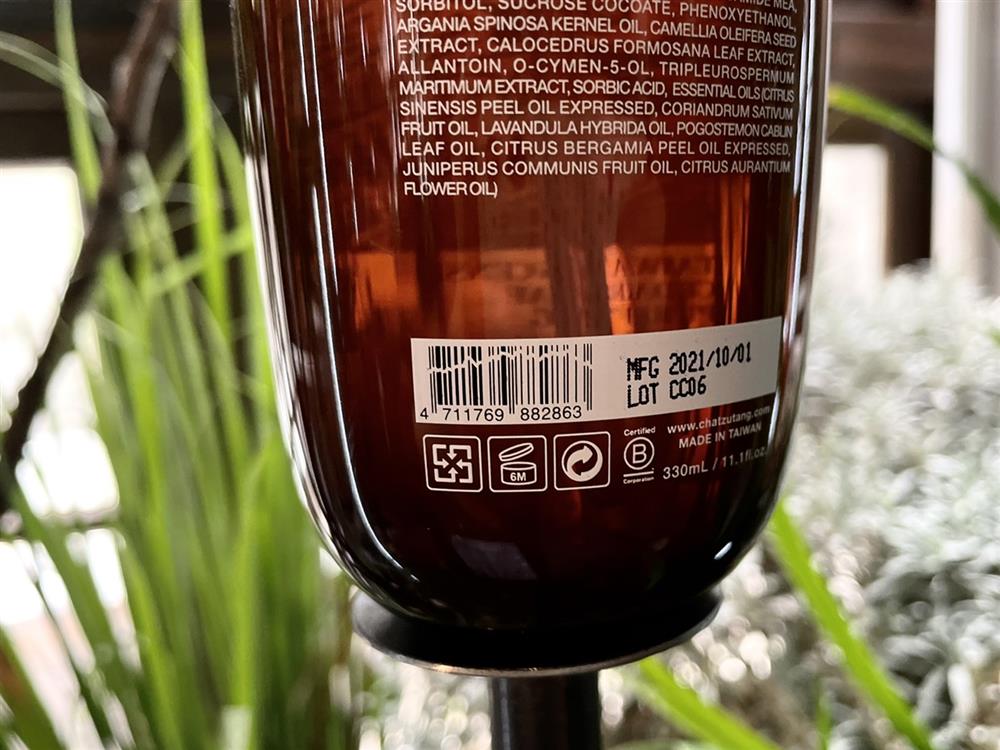 MEA,
SORBITOL, SUCROSE COCOATE, PHENOXYETHANOL,
ARGANIA SPINOSA KERNEL OIL, CAMELLIA OLEIFERA SEED
EXTRACT, CALOCEDRUS FORMOSANA LEAF EXTRACT,
ALLANTOIN, O-CYMEN-5-OL, TRIPLEUROSPERMUM
MARITIMUM EXTRACT, SORBIC ACID, ESSENTIAL OILS (CITRUS
SINENSIS PEEL OIL EXPRESSED, CORIANDRUM SATIVUM
FRUIT OIL, LAVANDULA HYBRIDA OIL, POGOSTEMON CABLIN
LEAF OIL, CITRUS BERGAMIA PEEL OIL EXPRESSED,
JUNIPERUS COMMUNIS FRUIT OIL, CITRUS AURANTIUM
FLOWER OIL)
MFG 2021/10/01
LOT CC06
4 711769 882863
6M
Certified
B
Corporation
www.chatzutang.com
MADE IN TAIWAN
330mL / 11.1fl.oz.